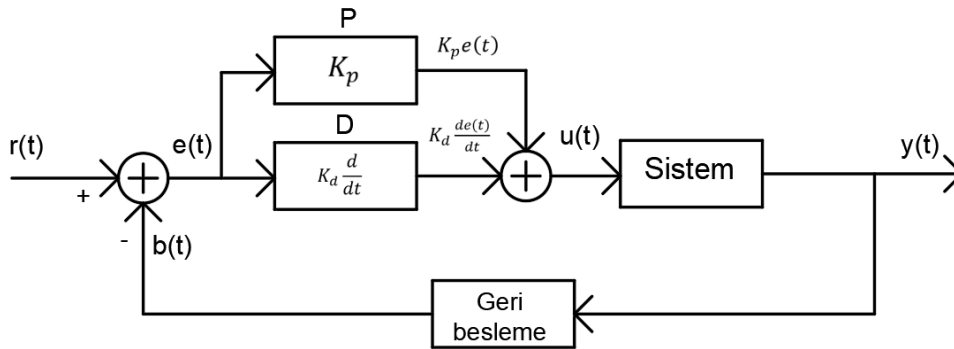 P
K_p
K_p e(t)
D
K_d d/dt
K_d de(t)/dt
r(t)
+
e(t)
+
+
u(t)
Sistem
y(t)
-
b(t)
Geri
besleme